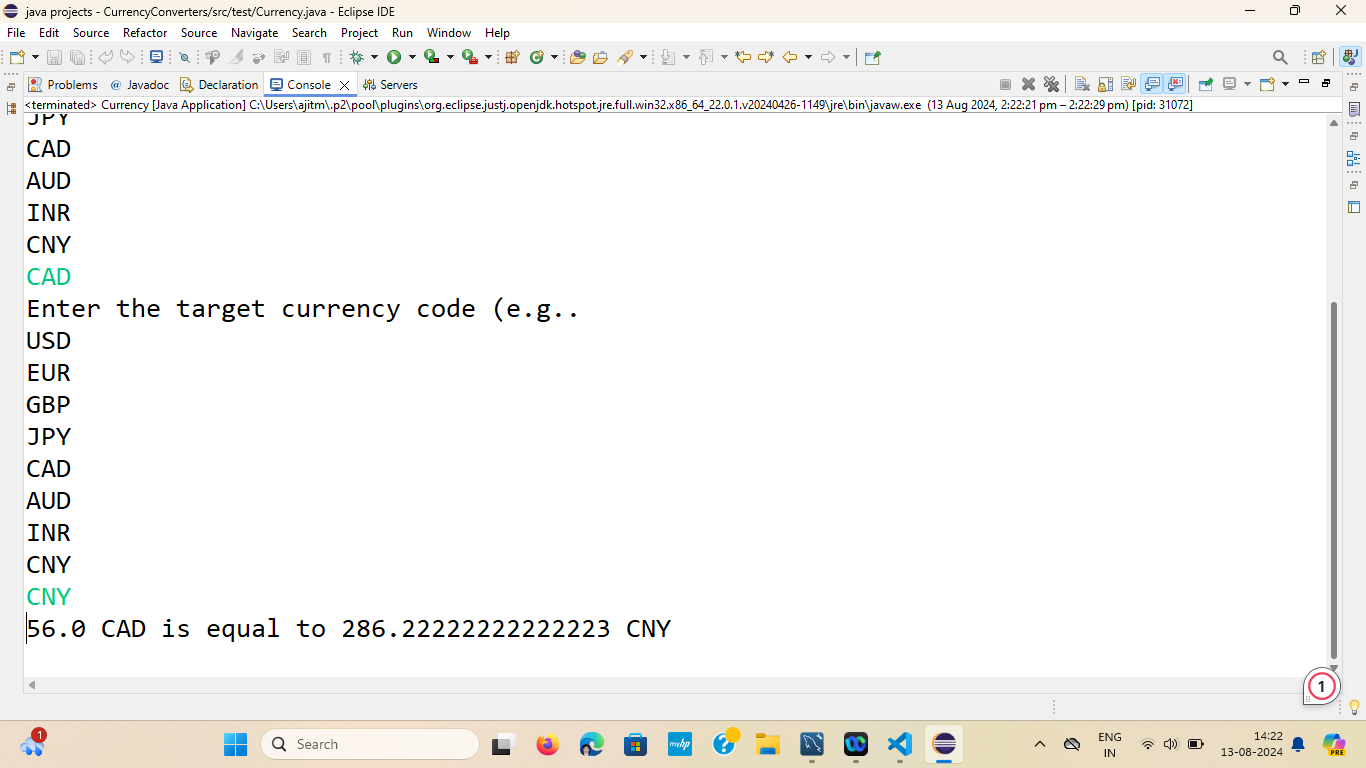 java projects - CurrencyConverters/src/test/Currency.java - Eclipse IDE
File Edit Source Refactor Source Navigate Search Project Run Window Help
Problems @ Javadoc Declaration Console Servers
<terminated> Currency [Java Application] C:\Users\ajitm\.p2\pool\plugins\org.eclipse.justj.openjdk.hotspot.jre.full.win32.x86_64_22.0.1.v20240426-1149\jre\bin\javaw.exe (13 Aug 2024, 2:22:21 pm – 2:22:29 pm) [pid: 31072]
JPY
CAD
AUD
INR
CNY
CAD
Enter the target currency code (e.g..
USD
EUR
GBP
JPY
CAD
AUD
INR
CNY
CNY
56.0 CAD is equal to 286.22222222222223 CNY
1
1
Search
myhp
ENG
IN
14:22
13-08-2024
PRE